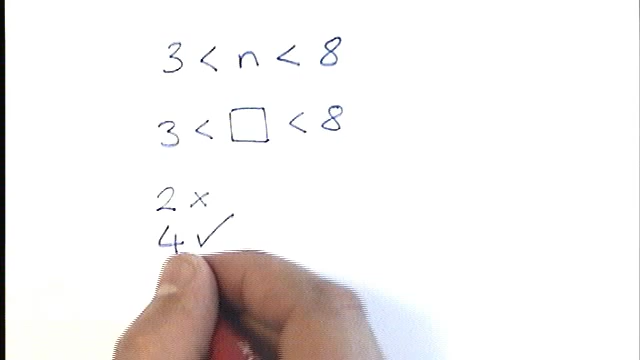 3 < n < 8
3 < □ < 8
2 ×
4 ✓